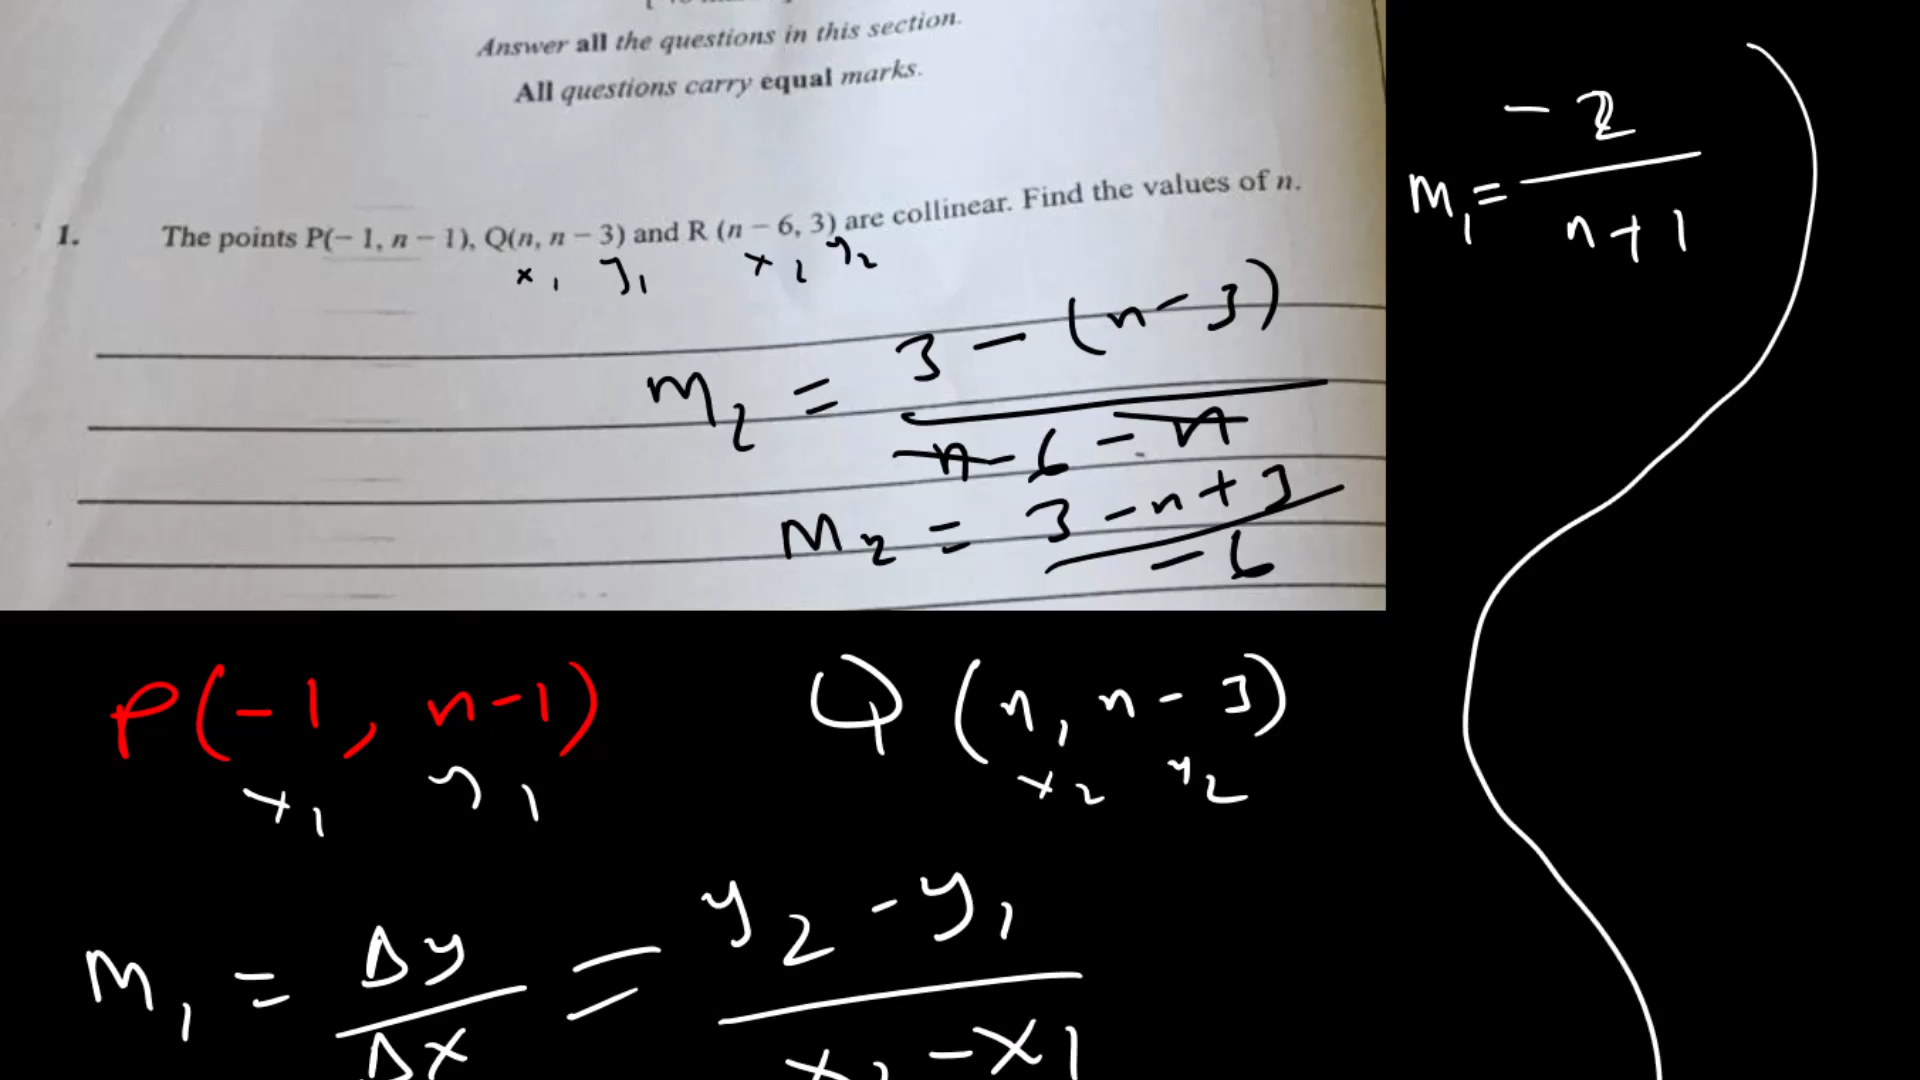 Answer all the questions in this section.
All questions carry equal marks.
1. The points P(– 1, n – 1), Q(n, n – 3) and R (n – 6, 3) are collinear. Find the values of n.
x₁ y₁ x₂ y₂
m₂ = 3 - (n - 3)
n - 6 - n
M₂ = 3 - n + 3
- 6
m₁ = - 2
n + 1
P(-1, n-1) Q (n, n - 3)
x₁ y₁ x₂ y₂
m₁ = Δy = y₂ - y₁
Δx x₂ - x₁